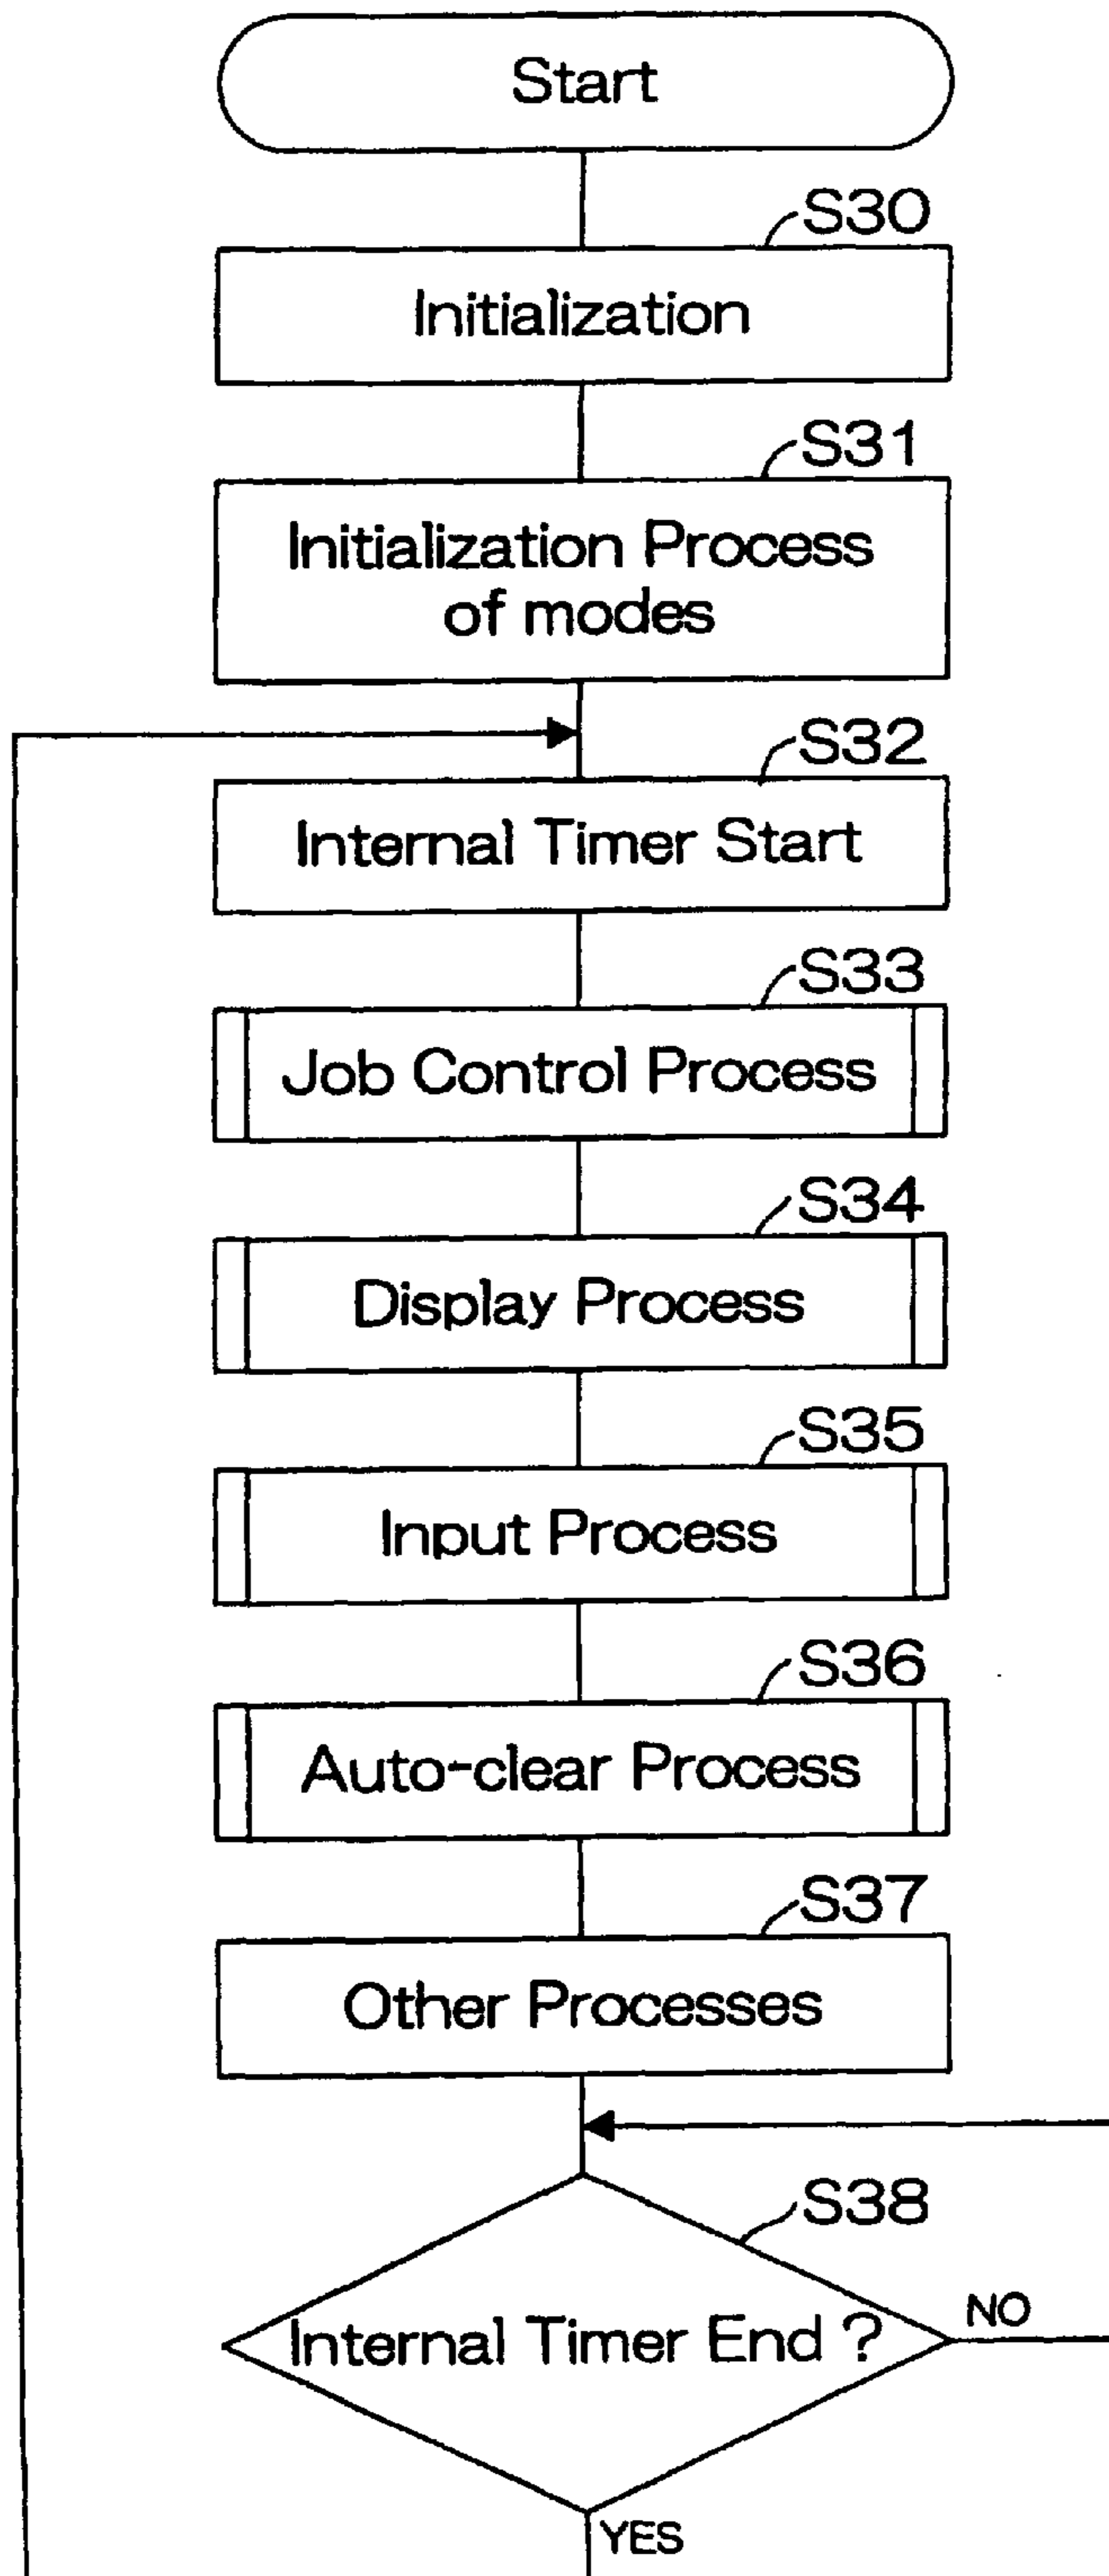 Start
S30
Initialization
S31
Initialization Process
of modes
S32
Internal Timer Start
S33
Job Control Process
S34
Display Process
S35
Input Process
S36
Auto-clear Process
S37
Other Processes
S38
Internal Timer End ?
NO
YES